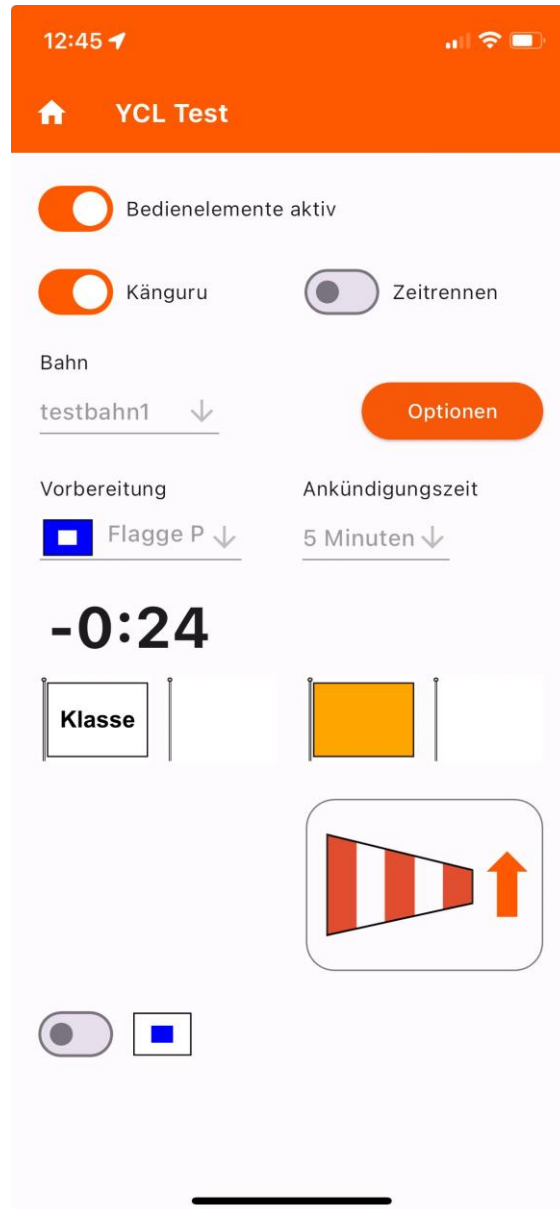 12:45
YCL Test
Bedienelemente aktiv
Känguru Zeitrennen
Bahn
testbahn1 Optionen
Vorbereitung Ankündigungszeit
Flagge P 5 Minuten
-0:24
Klasse